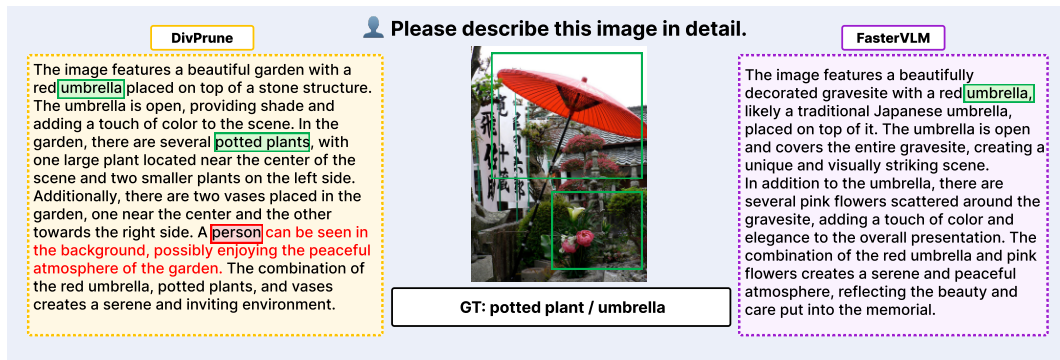 Please describe this image in detail.
DivPrune
The image features a beautiful garden with a
red umbrella placed on top of a stone structure.
The umbrella is open, providing shade and
adding a touch of color to the scene. In the
garden, there are several potted plants, with
one large plant located near the center of the
scene and two smaller plants on the left side.
Additionally, there are two vases placed in the
garden, one near the center and the other
towards the right side. A person can be seen in
the background, possibly enjoying the peaceful
atmosphere of the garden. The combination of
the red umbrella, potted plants, and vases
creates a serene and inviting environment.
GT: potted plant / umbrella
FasterVLM
The image features a beautifully
decorated gravesite with a red umbrella,
likely a traditional Japanese umbrella,
placed on top of it. The umbrella is open
and covers the entire gravesite, creating a
unique and visually striking scene.
In addition to the umbrella, there are
several pink flowers scattered around the
gravesite, adding a touch of color and
elegance to the overall presentation. The
combination of the red umbrella and pink
flowers creates a serene and peaceful
atmosphere, reflecting the beauty and
care put into the memorial.